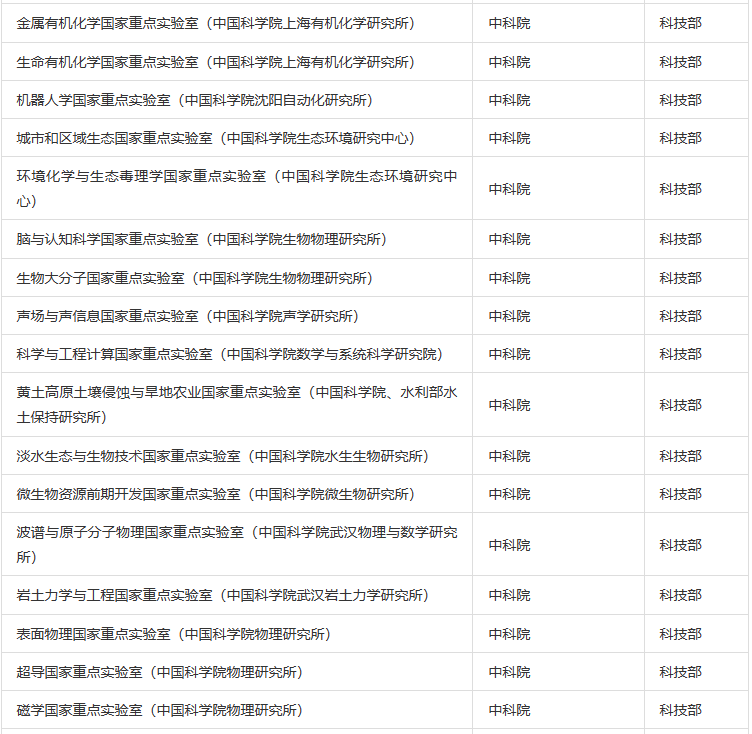 金属有机化学国家重点实验室（中国科学院上海有机化学研究所） 中科院 科技部
生命有机化学国家重点实验室（中国科学院上海有机化学研究所） 中科院 科技部
机器人学国家重点实验室（中国科学院沈阳自动化研究所） 中科院 科技部
城市和区域生态国家重点实验室（中国科学院生态环境研究中心） 中科院 科技部
环境化学与生态毒理学国家重点实验室（中国科学院生态环境研究中
心） 中科院 科技部
脑与认知科学国家重点实验室（中国科学院生物物理研究所） 中科院 科技部
生物大分子国家重点实验室（中国科学院生物物理研究所） 中科院 科技部
声场与声信息国家重点实验室（中国科学院声学研究所） 中科院 科技部
科学与工程计算国家重点实验室（中国科学院数学与系统科学研究院） 中科院 科技部
黄土高原土壤侵蚀与旱地农业国家重点实验室（中国科学院、水利部水
土保持研究所） 中科院 科技部
淡水生态与生物技术国家重点实验室（中国科学院水生生物研究所） 中科院 科技部
微生物资源前期开发国家重点实验室（中国科学院微生物研究所） 中科院 科技部
波谱与原子分子物理国家重点实验室（中国科学院武汉物理与数学研究
所） 中科院 科技部
岩土力学与工程国家重点实验室（中国科学院武汉岩土力学研究所） 中科院 科技部
表面物理国家重点实验室（中国科学院物理研究所） 中科院 科技部
超导国家重点实验室（中国科学院物理研究所） 中科院 科技部
磁学国家重点实验室（中国科学院物理研究所） 中科院 科技部